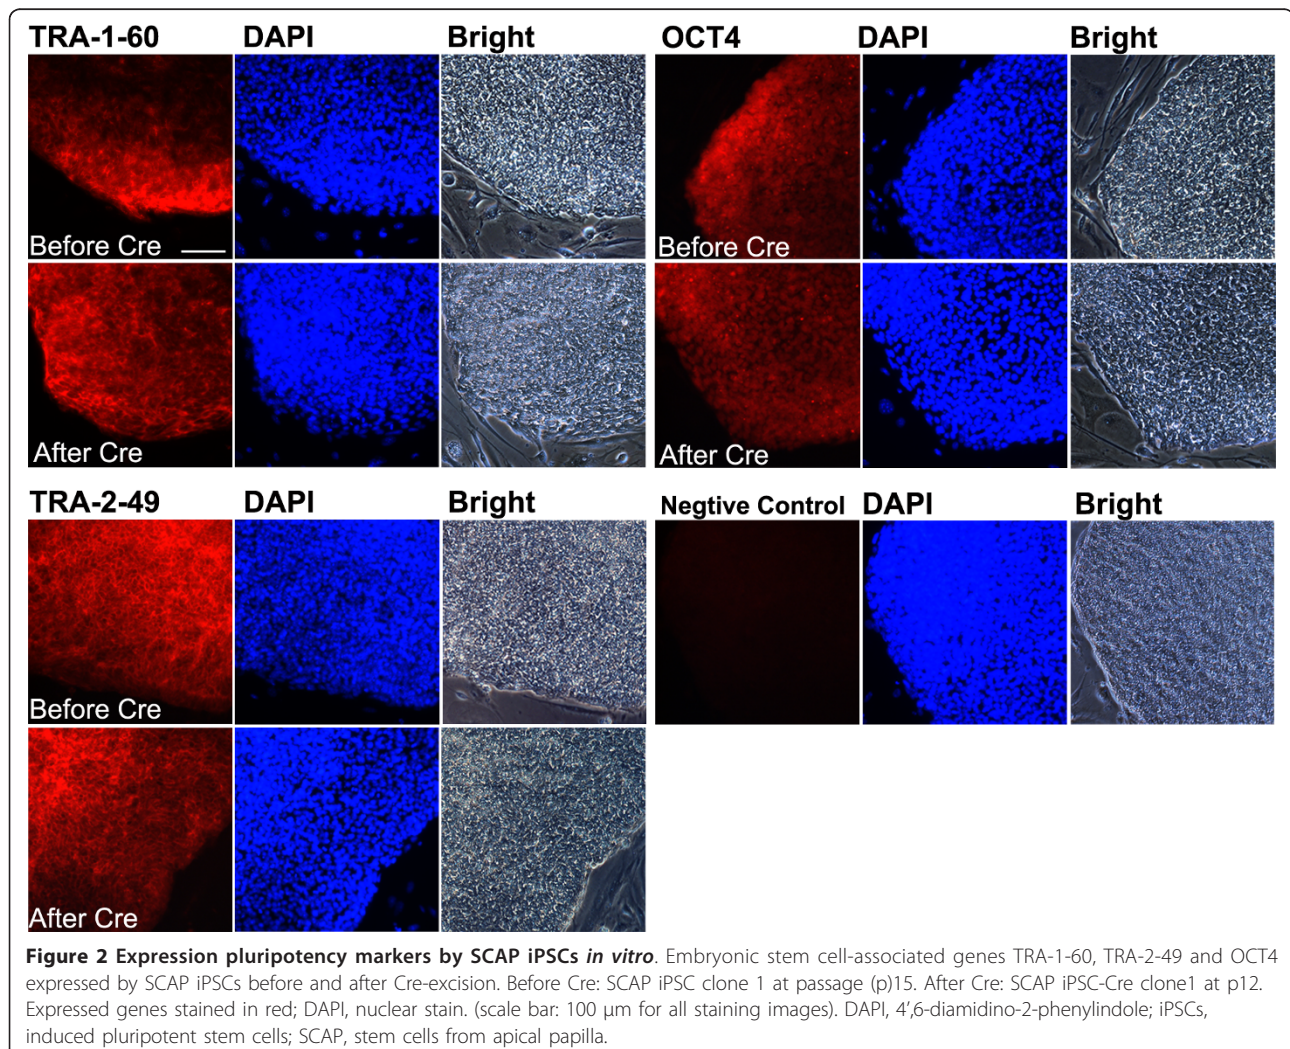 TRA-1-60 DAPI Bright
Before Cre
After Cre
OCT4 DAPI Bright
Before Cre
After Cre
TRA-2-49 DAPI Bright
Before Cre
After Cre
Negtive Control DAPI Bright
Figure 2 Expression pluripotency markers by SCAP iPSCs in vitro. Embryonic stem cell-associated genes TRA-1-60, TRA-2-49 and OCT4
expressed by SCAP iPSCs before and after Cre-excision. Before Cre: SCAP iPSC clone 1 at passage (p)15. After Cre: SCAP iPSC-Cre clone1 at p12.
Expressed genes stained in red; DAPI, nuclear stain. (scale bar: 100 μm for all staining images). DAPI, 4′,6-diamidino-2-phenylindole; iPSCs,
induced pluripotent stem cells; SCAP, stem cells from apical papilla.